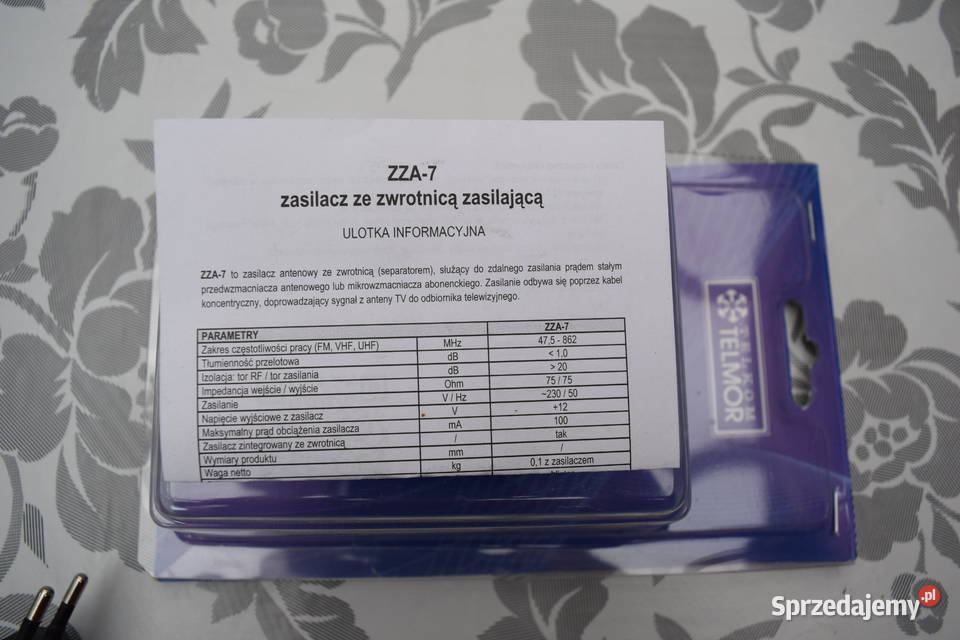 ZZA-7
zasilacz ze zwrotnicą zasilającą
ULOTKA INFORMACYJNA
ZZA-7 to zasilacz antenowy ze zwrotnicą (separatorem), służący do zdalnego zasilania prądem stałym
przedwzmacniacza antenowego lub mikrowzmacniacza abonenckiego. Zasilanie odbywa się poprzez kabel
koncentryczny, doprowadzający sygnał z anteny TV do odbiornika telewizyjnego.
PARAMETRY ZZA-7
Zakres częstotliwości pracy (FM, VHF, UHF) MHz 47,5 - 862
Tłumienność przelotowa dB < 1.0
Izolacja: tor RF / tor zasilania dB > 20
Impedancja wejście / wyjście Ohm 75 / 75
Zasilanie V / Hz ~230 / 50
Napięcie wyjściowe z zasilacz V +12
Maksymalny prąd obciążenia zasilacza mA 100
Zasilacz zintegrowany ze zwrotnicą / tak
Wymiary produktu mm /
Waga netto kg 0,1 z zasilaczem
TELKOM
TELMOR
Sprzedajemy.pl